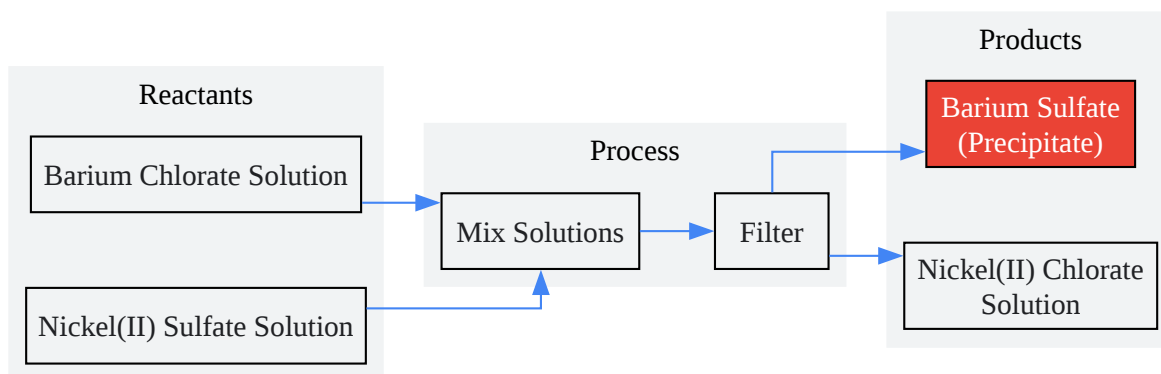 Reactants
Barium Chlorate Solution
Nickel(II) Sulfate Solution
Process
Mix Solutions
Filter
Products
Barium Sulfate
(Precipitate)
Nickel(II) Chlorate
Solution